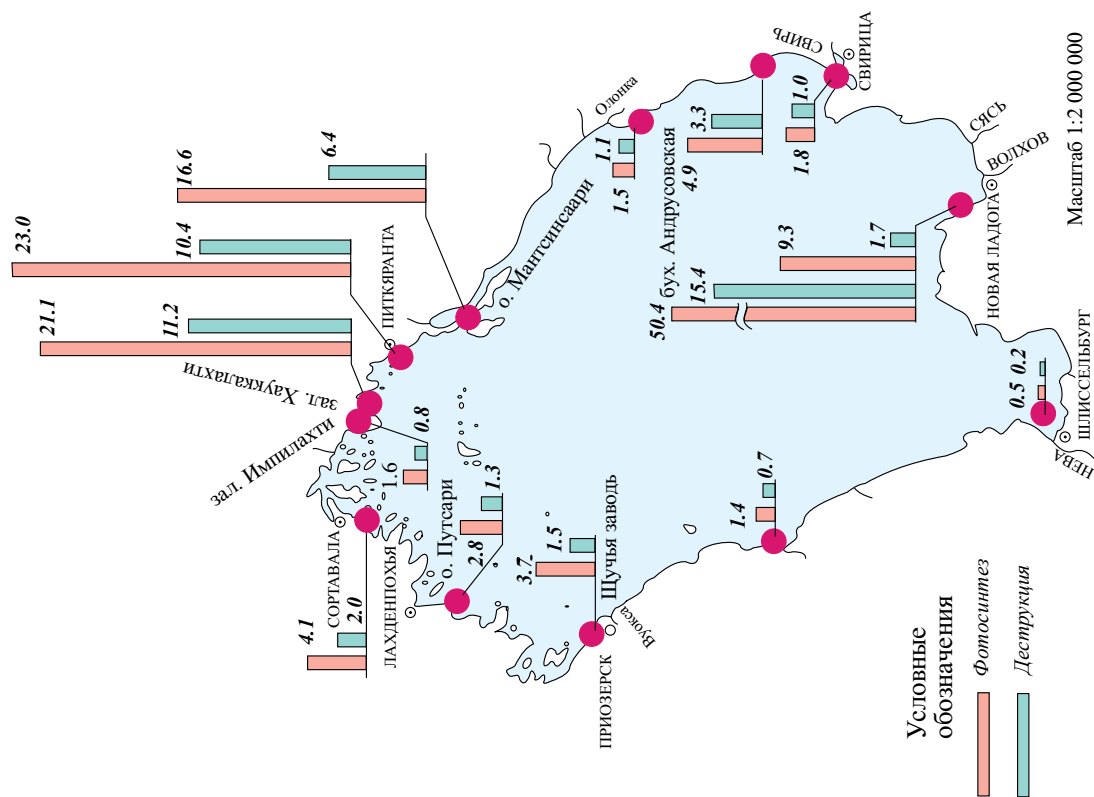 23.0
10.4
21.1
11.2
16.6
6.4
ПИТКЯРАНТА
зал. Хауккалахти
зал. Импилахти
о. Мантсинсаари
Олонка
1.5
1.1
4.9
3.3
бух. Андрусовская
СВИРЬ
СВИРИЦА
1.8
1.0
50.4
15.4
9.3
1.7
СЯСЬ
ВОЛХОВ
НОВАЯ ЛАДОГА
1.6
0.8
СОРТАВАЛА
4.1
2.0
ЛАХДЕНПОХЬЯ
о. Путсари
2.8
1.3
3.7
1.5
Щучья заводь
Вуокса
ПРИОЗЕРСК
1.4
0.7
0.5
0.2
НЕВА
ШЛИССЕЛЬБУРГ
Масштаб 1:2 000 000
Условные
обозначения
Фотосинтез
Деструкция